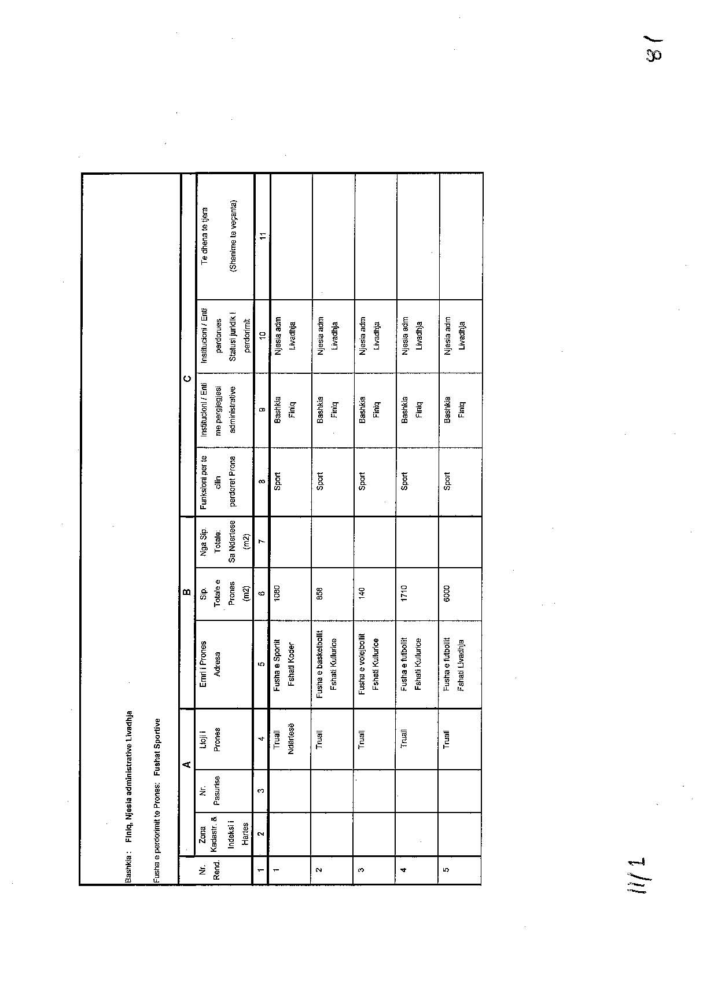 Bashkia : Finiq, Njesia administrative Livadhja
Fusha e perdorimit te Prones: Fushat Sportive
A B C
Nr. Rend. | Zona Kadastr. & Indeksi i Hartes | Nr. Pasurise | Lloji i Prones | Emri i Prones Adresa | Sip. Totale e Prones (m2) | Nga Sip. Totale: Sa Ndertese (m2) | Funksioni per te cilin perdoret Prona | Institucioni / Enti me pergjegjesi administrative | Institucioni / Enti perdorues Statusi juridik i perdorimit | Te dhena te tjera (Shenime te veçanta)
1 2 3 4 5 6 7 8 9 10 11
1 Truall Fusha e Sportit 1080 Sport Bashkia Njesia adm
Ndërtesë Fshati Koder Finiq Livadhja
2 Truall Fusha e basketbollit 858 Sport Bashkia Njesia adm
Fshati Kullurice Finiq Livadhja
3 Truall Fusha e volejbollit 140 Sport Bashkia Njesia adm
Fshati Kullurice Finiq Livadhja
4 Truall Fusha e futbollit 1710 Sport Bashkia Njesia adm
Fshati Kullurice Finiq Livadhja
5 Truall Fusha e futbollit 6000 Sport Bashkia Njesia adm
Fshati Livadhja Finiq Livadhja
11/1